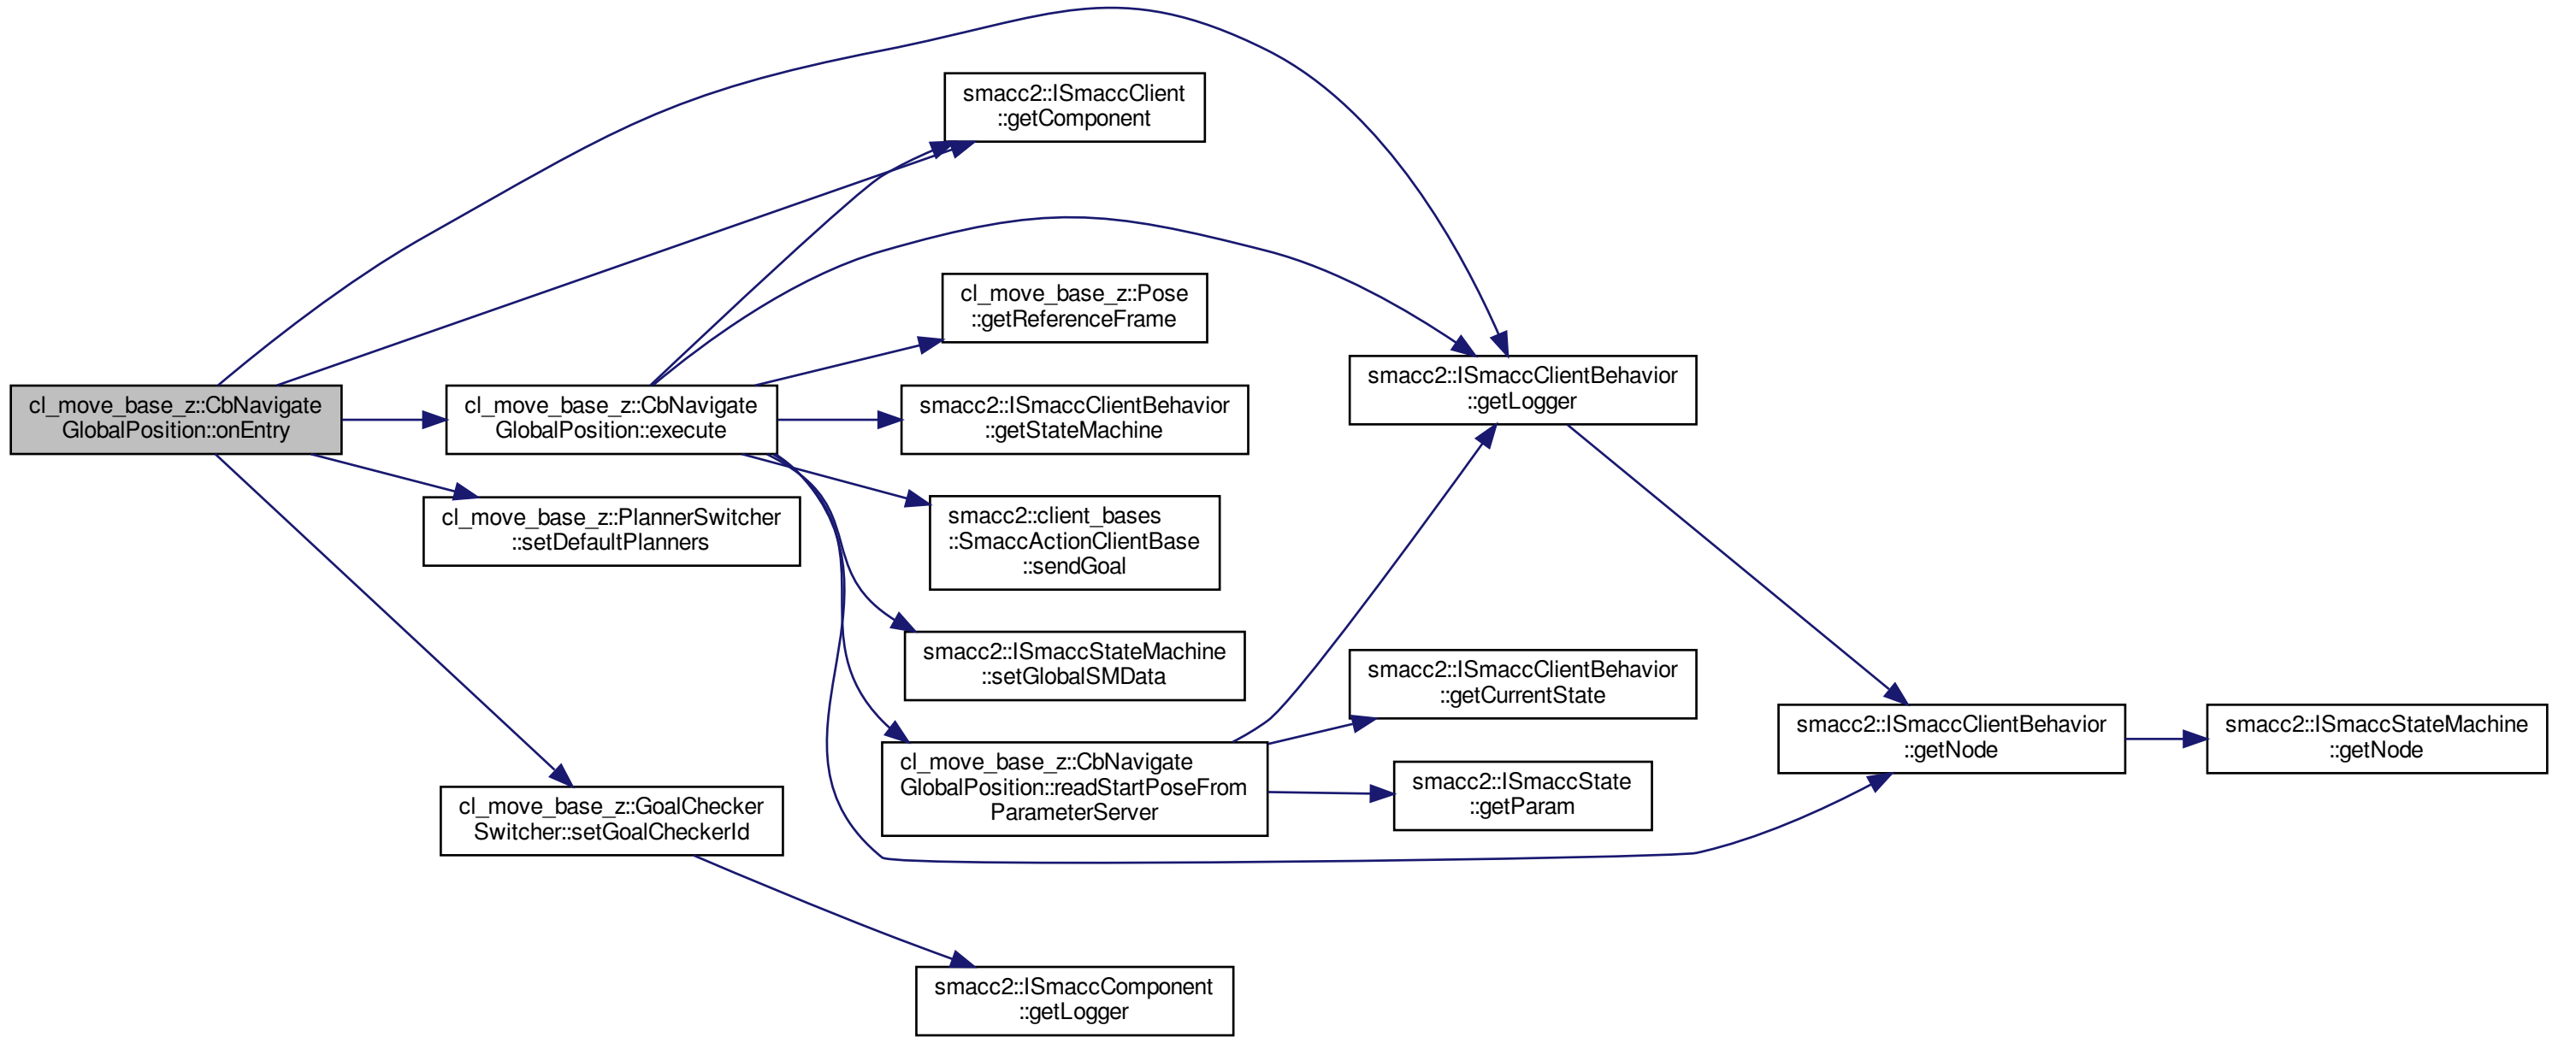 smacc2::ISmaccClient
::getComponent
cl_move_base_z::Pose
::getReferenceFrame
smacc2::ISmaccClientBehavior
::getLogger
cl_move_base_z::CbNavigate
GlobalPosition::onEntry
cl_move_base_z::CbNavigate
GlobalPosition::execute
smacc2::ISmaccClientBehavior
::getStateMachine
cl_move_base_z::PlannerSwitcher
::setDefaultPlanners
smacc2::client_bases
::SmaccActionClientBase
::sendGoal
smacc2::ISmaccStateMachine
::setGlobalSMData
smacc2::ISmaccClientBehavior
::getCurrentState
smacc2::ISmaccClientBehavior
::getNode
smacc2::ISmaccStateMachine
::getNode
cl_move_base_z::CbNavigate
GlobalPosition::readStartPoseFrom
ParameterServer
smacc2::ISmaccState
::getParam
cl_move_base_z::GoalChecker
Switcher::setGoalCheckerId
smacc2::ISmaccComponent
::getLogger